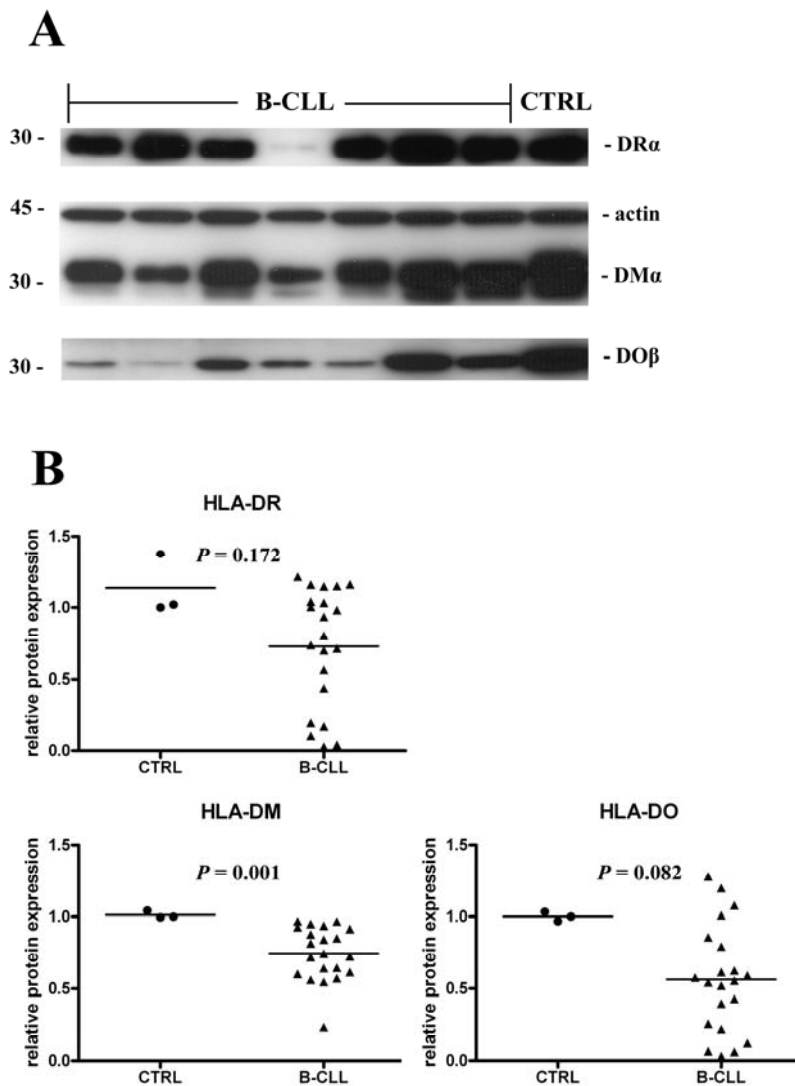 A
B-CLL CTRL
30 - - DRα
45 - - actin
30 - - DMα
30 - - DOβ
B
HLA-DR
relative protein expression
1.5
P = 0.172
1.0
0.5
0.0
CTRL B-CLL
HLA-DM
relative protein expression
1.5
P = 0.001
1.0
0.5
0.0
CTRL B-CLL
HLA-DO
relative protein expression
1.5
P = 0.082
1.0
0.5
0.0
CTRL B-CLL